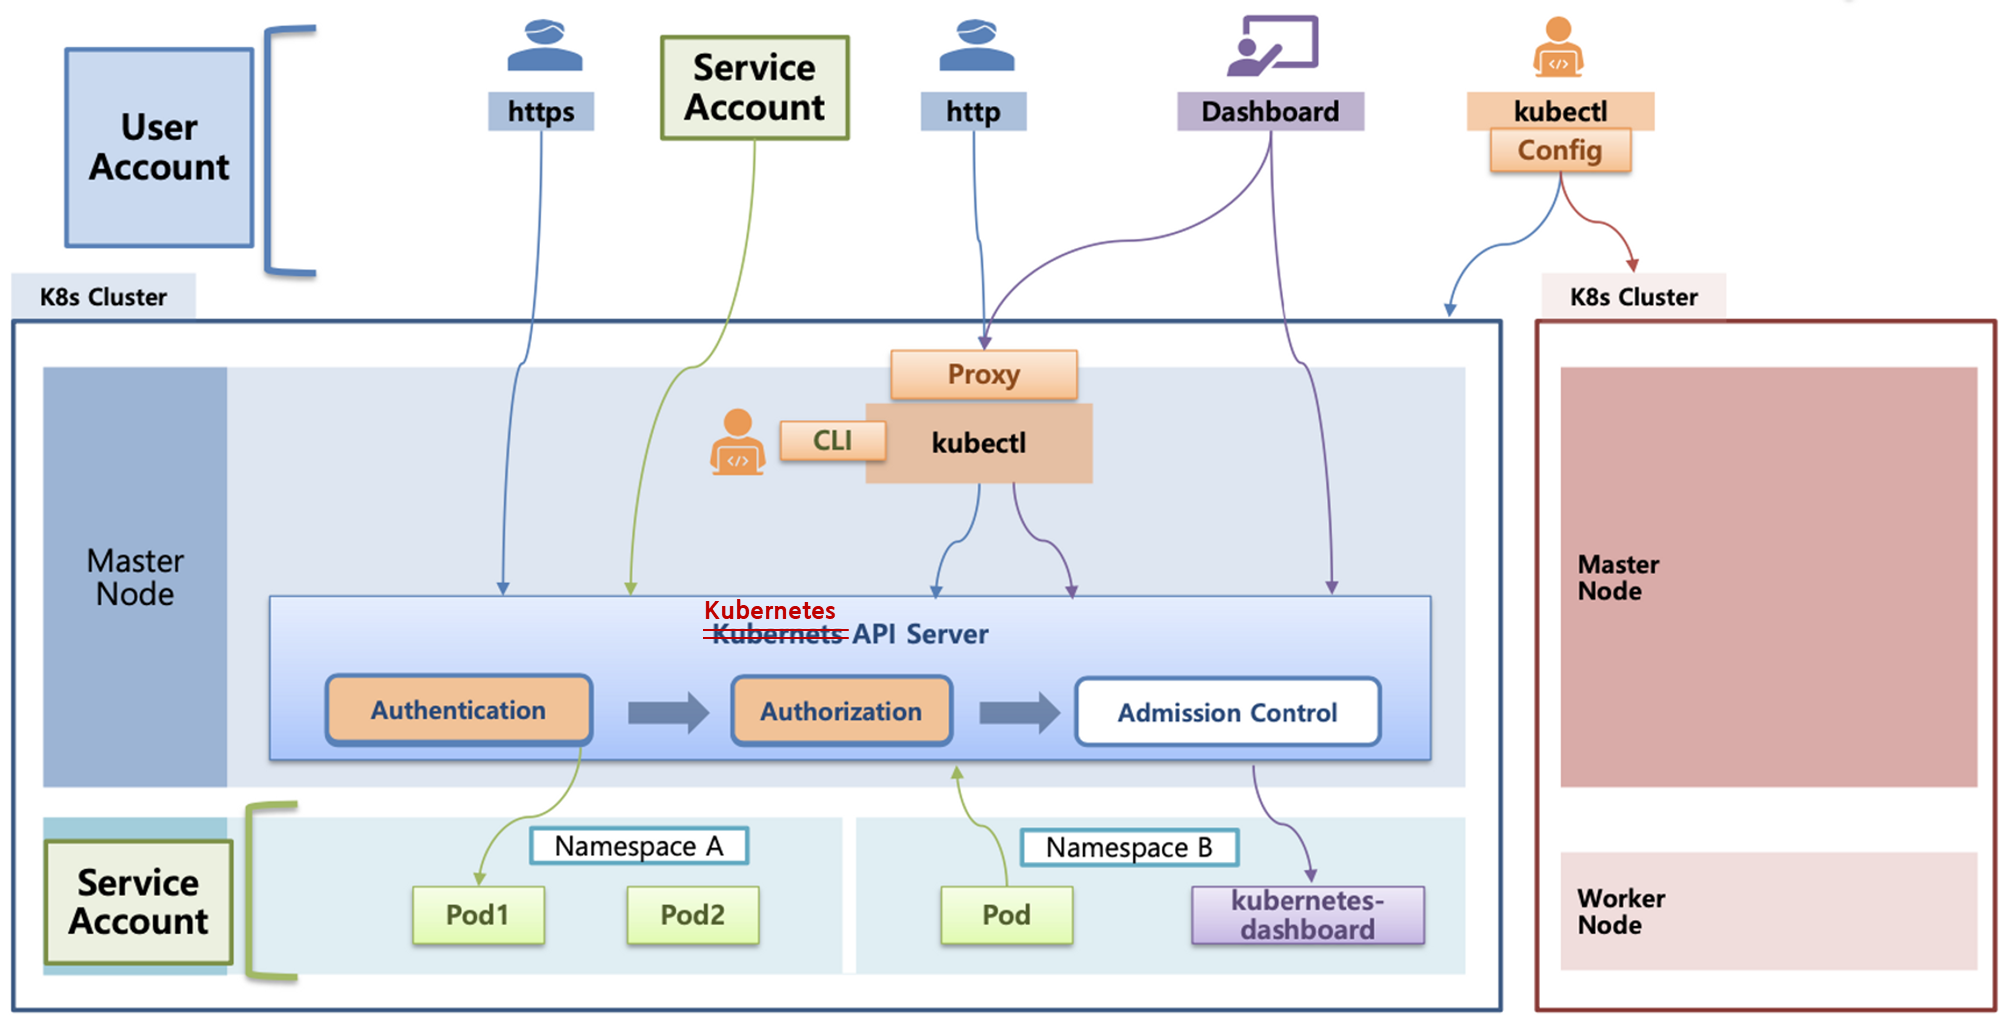 User
Account
https
Service
Account
http
Dashboard
kubectl
Config
K8s Cluster
K8s Cluster
Proxy
CLI
kubectl
Master
Node
Kubernetes
Kubernets API Server
Authentication
Authorization
Admission Control
Service
Account
Namespace A
Pod1
Pod2
Namespace B
Pod
kubernetes-
dashboard
Master
Node
Worker
Node